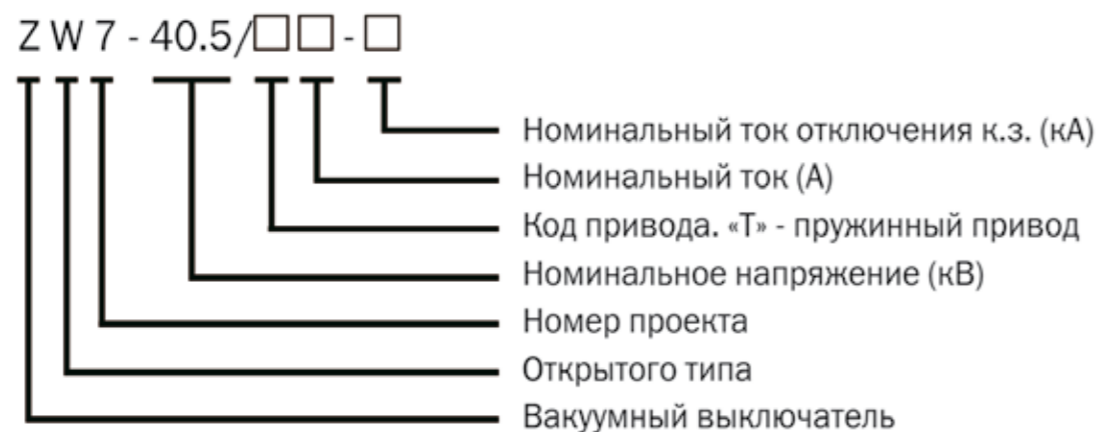 Z W 7 - 40.5/□ □ - □
Номинальный ток отключения к.з. (кА)
Номинальный ток (А)
Код привода. «Т» - пружинный привод
Номинальное напряжение (кВ)
Номер проекта
Открытого типа
Вакуумный выключатель